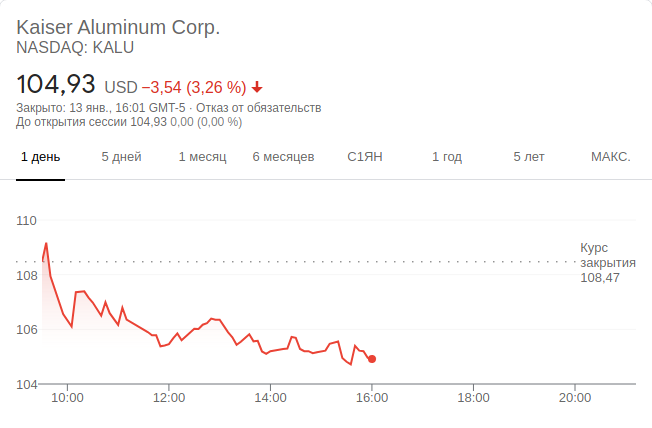 Kaiser Aluminum Corp.
NASDAQ: KALU
104,93 USD −3,54 (3,26 %)
Закрыто: 13 янв., 16:01 GMT-5 · Отказ от обязательств
До открытия сессии 104,93 0,00 (0,00 %)
1 день 5 дней 1 месяц 6 месяцев С1ЯН 1 год 5 лет МАКС.
110
Курс
закрытия
108,47
108
106
104
10:00 12:00 14:00 16:00 18:00 20:00